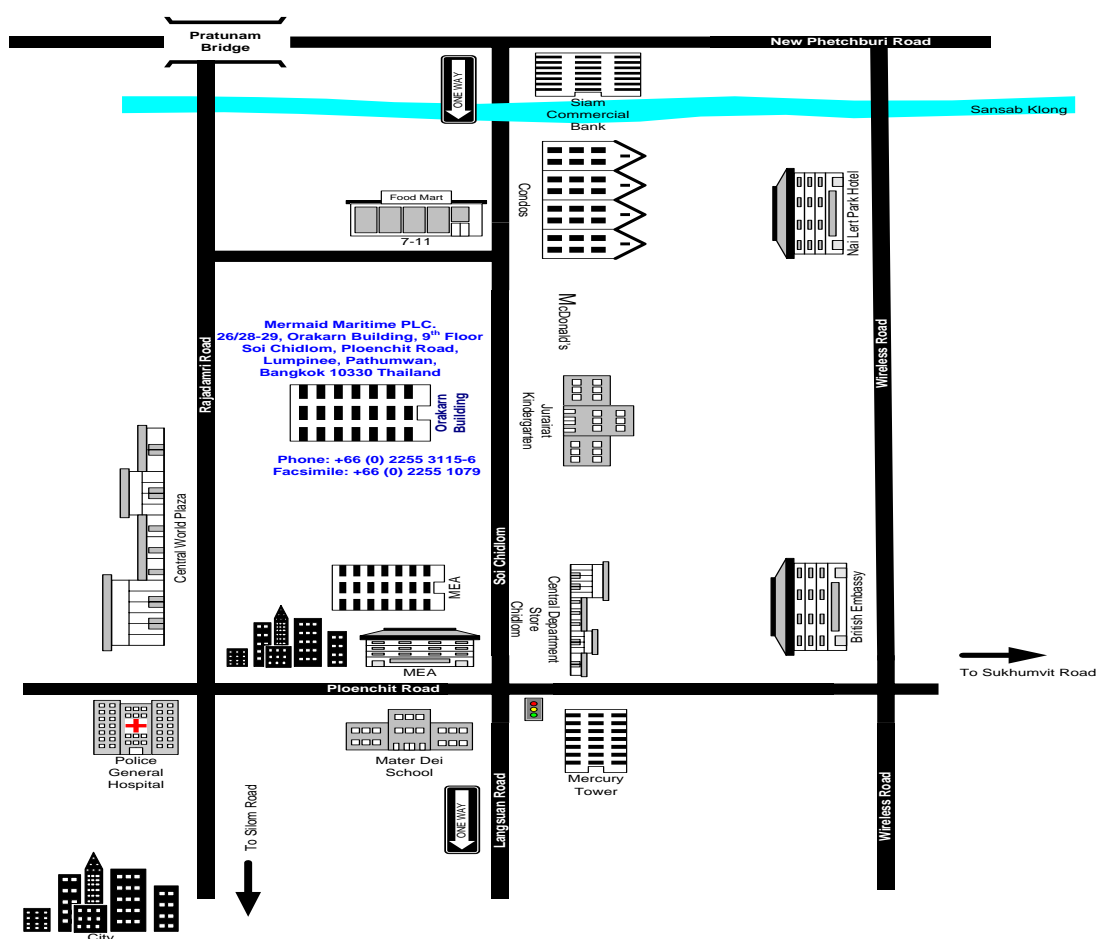 Pratunam
Bridge
New Phetchburi Road
ONE WAY
Siam
Commercial
Bank
Sansab Klong
Food Mart
7-11
Condos
Nai Lert Park Hotel
Mermaid Maritime PLC.
26/28-29, Orakarn Building, 9th Floor
Soi Chidlom, Ploenchit Road,
Lumpinee, Pathumwan,
Bangkok 10330 Thailand
McDonald's
Rajadamri Road
Wireless Road
Orakarn
Building
Jurairat
Kindergarten
Phone: +66 (0) 2255 3115-6
Facsimile: +66 (0) 2255 1079
Central World Plaza
Soi Chidlom
MEA
Central Department
Store
Chidlom
British Embassy
MEA
To Sukhumvit Road
Ploenchit Road
Police
General
Hospital
Mater Dei
School
Mercury
Tower
To Silom Road
ONE WAY
Langsuan Road
Wireless Road
City